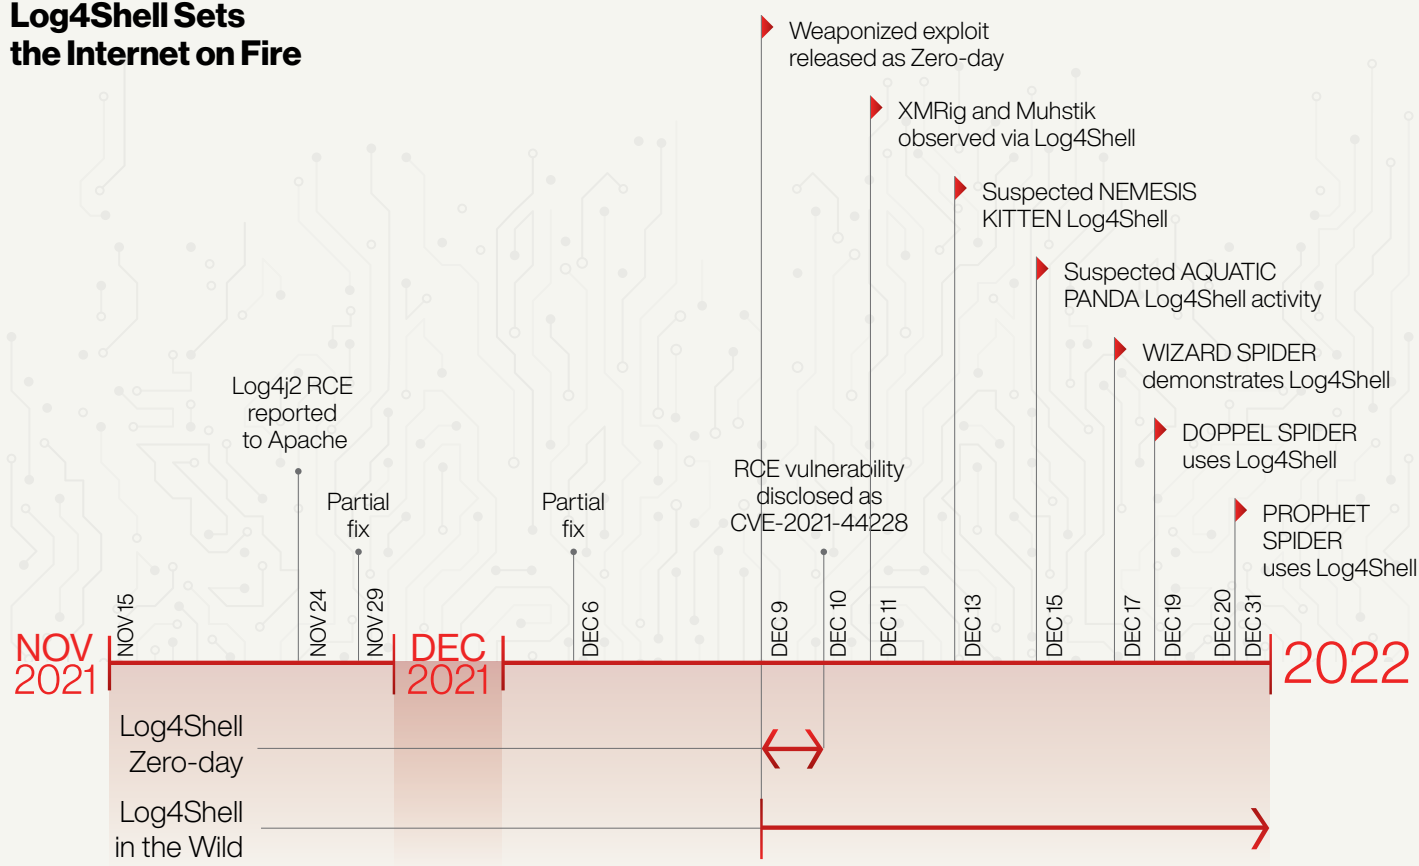 Log4Shell Sets
the Internet on Fire
Weaponized exploit
released as Zero-day
XMRig and Muhstik
observed via Log4Shell
Suspected NEMESIS
KITTEN Log4Shell
Suspected AQUATIC
PANDA Log4Shell activity
WIZARD SPIDER
demonstrates Log4Shell
DOPPEL SPIDER
uses Log4Shell
PROPHET
SPIDER
uses Log4Shell
Log4j2 RCE
reported
to Apache
Partial
fix
Partial
fix
RCE vulnerability
disclosed as
CVE-2021-44228
NOV 15
NOV 24
NOV 29
DEC 6
DEC 9
DEC 10
DEC 11
DEC 13
DEC 15
DEC 17
DEC 19
DEC 20
DEC 31
NOV
2021
DEC
2021
2022
Log4Shell
Zero-day
Log4Shell
in the Wild